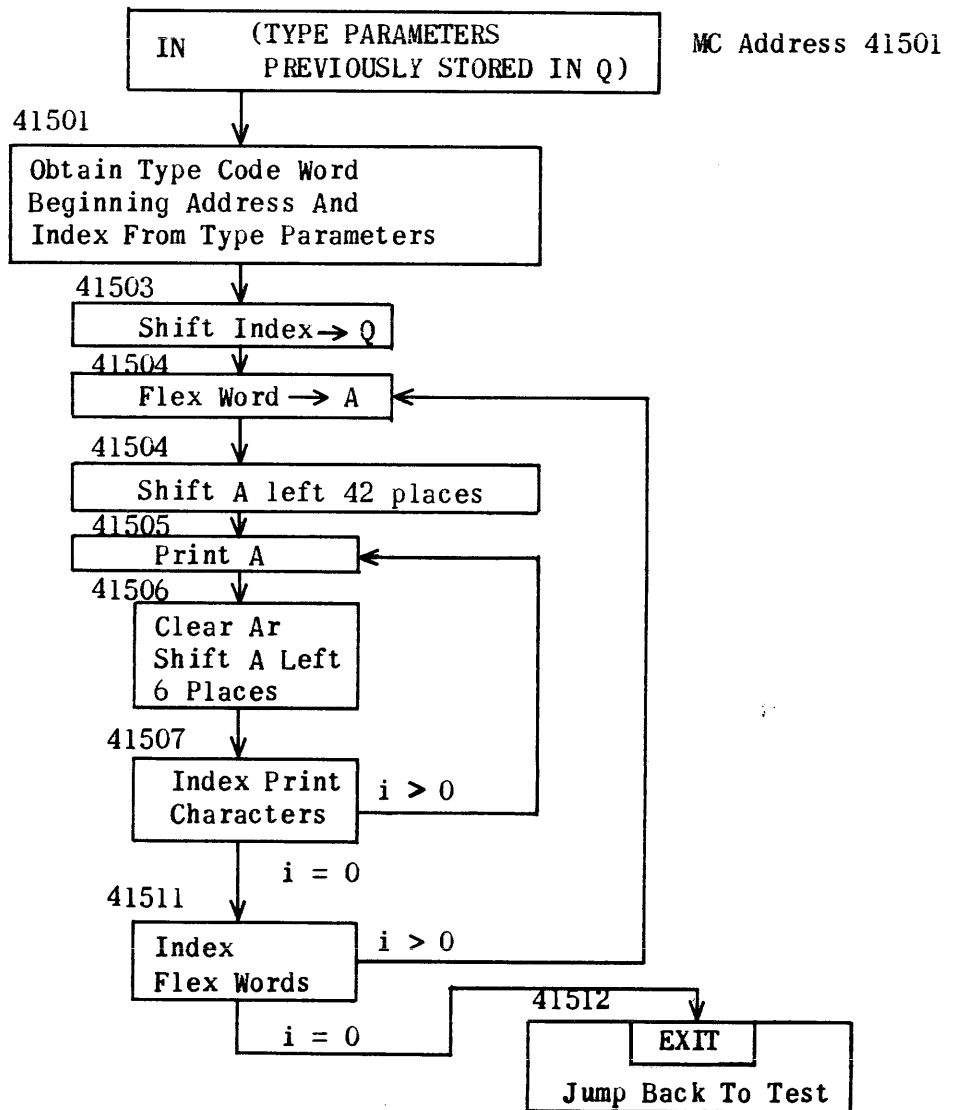 IN (TYPE PARAMETERS
PREVIOUSLY STORED IN Q)
MC Address 41501
41501
Obtain Type Code Word
Beginning Address And
Index From Type Parameters
41503
Shift Index → Q
41504
Flex Word → A
41504
Shift A left 42 places
41505
Print A
41506
Clear Ar
Shift A Left
6 Places
41507
Index Print
Characters
i > 0
i = 0
41511
Index
Flex Words
i > 0
i = 0
41512
EXIT
Jump Back To Test